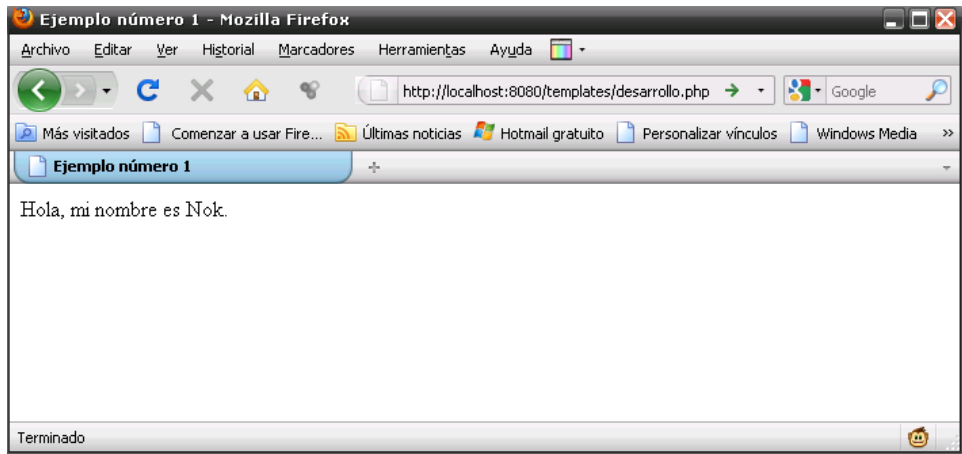 Ejemplo número 1 - Mozilla Firefox
Archivo Editar Ver Historial Marcadores Herramientas Ayuda
http://localhost:8080/templates/desarrollo.php Google
Más visitados Comenzar a usar Fire... Últimas noticias Hotmail gratuito Personalizar vínculos Windows Media »
Ejemplo número 1
Hola, mi nombre es Nok.
Terminado